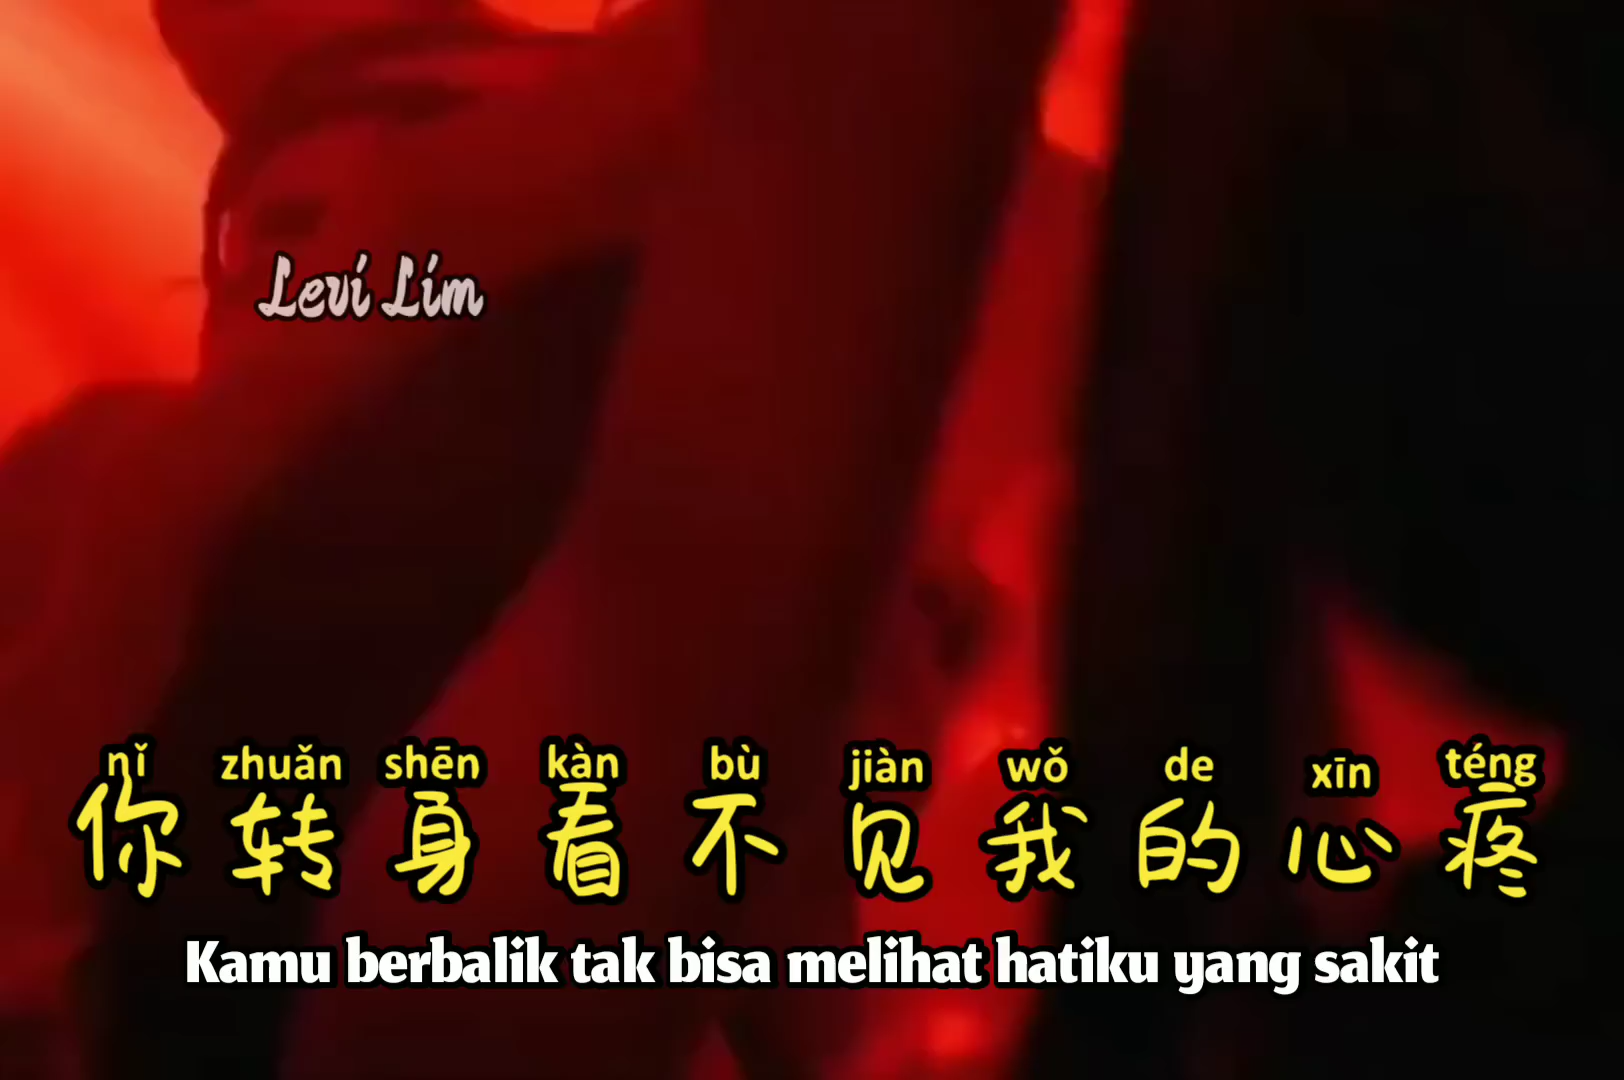 Levi Lim
nǐ zhuǎn shēn kàn bù jiàn wǒ de xīn téng
你转身看不见我的心疼
Kamu berbalik tak bisa melihat hatiku yang sakit